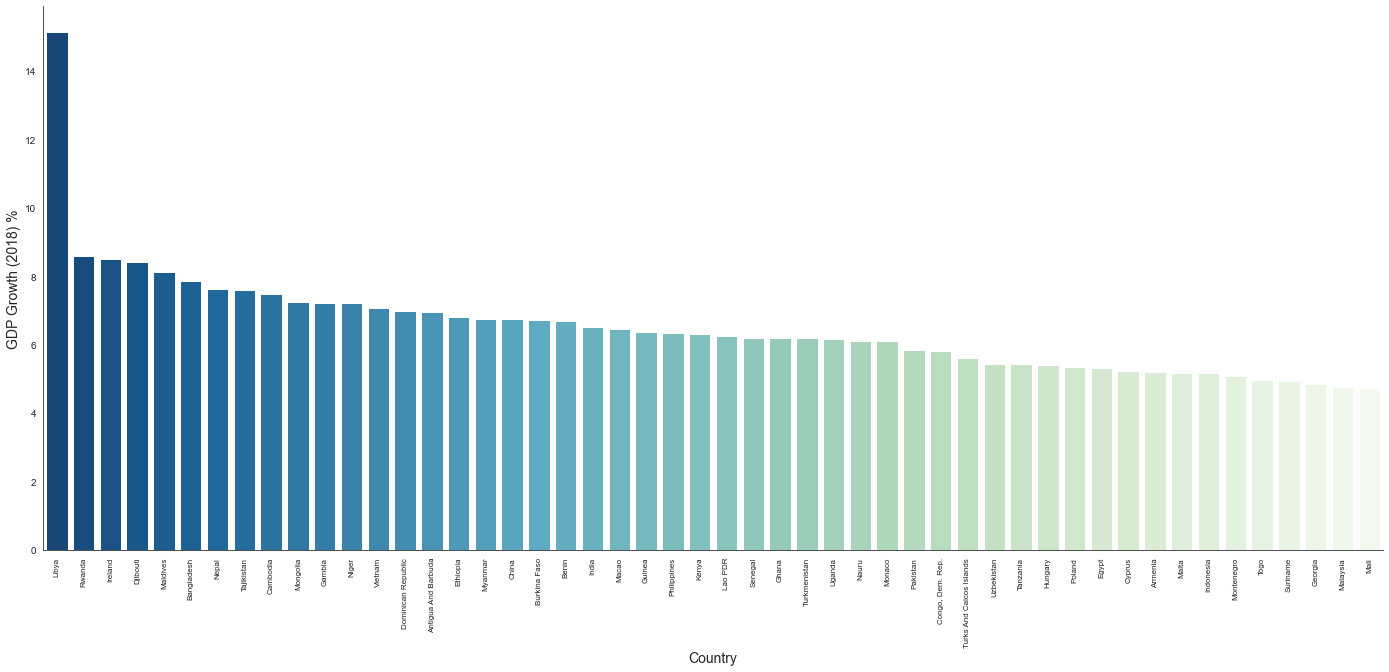 GDP Growth (2018) %
14
12
10
8
6
4
2
0
Libya
Rwanda
Ireland
Djibouti
Maldives
Bangladesh
Nepal
Tajikistan
Cambodia
Mongolia
Gambia
Niger
Vietnam
Dominican Republic
Antigua And Barbuda
Ethiopia
Myanmar
China
Burkina Faso
Benin
India
Macao
Guinea
Philippines
Kenya
Lao PDR
Senegal
Ghana
Turkmenistan
Uganda
Nauru
Monaco
Pakistan
Congo, Dem. Rep.
Turks And Caicos Islands
Uzbekistan
Tanzania
Hungary
Poland
Egypt
Cyprus
Armenia
Malta
Indonesia
Montenegro
Togo
Suriname
Georgia
Malaysia
Mali
Country